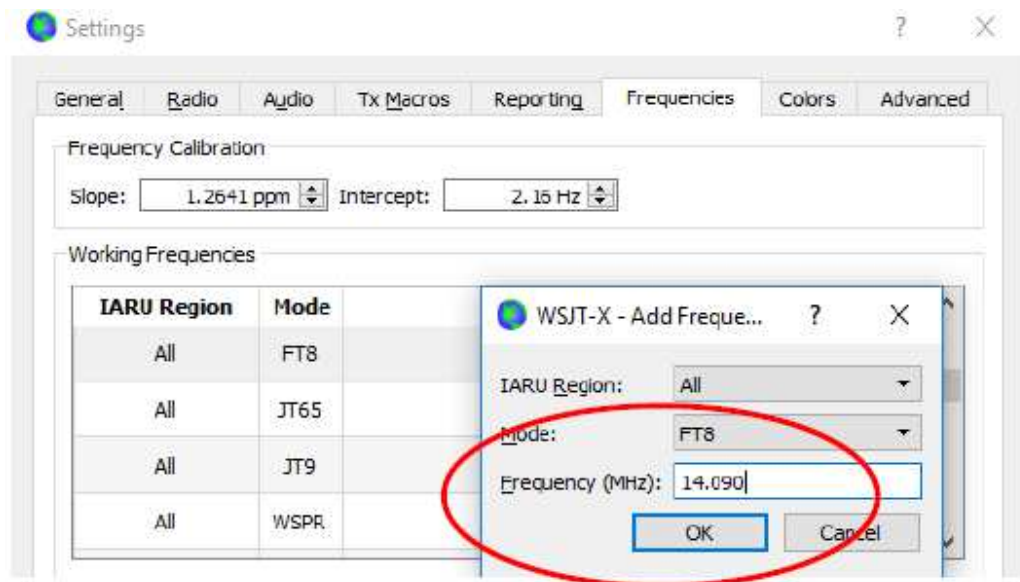 Settings ? X
General Radio Audio Tx Macros Reporting Frequencies Colors Advanced
Frequency Calibration
Slope: 1.2641 ppm Intercept: 2.16 Hz
Working Frequencies
IARU Region Mode
All FT8
All JT65
All JT9
All WSPR
WSJT-X - Add Freque... ? X
IARU Region: All
Mode: FT8
Frequency (MHz): 14.090
OK Cancel